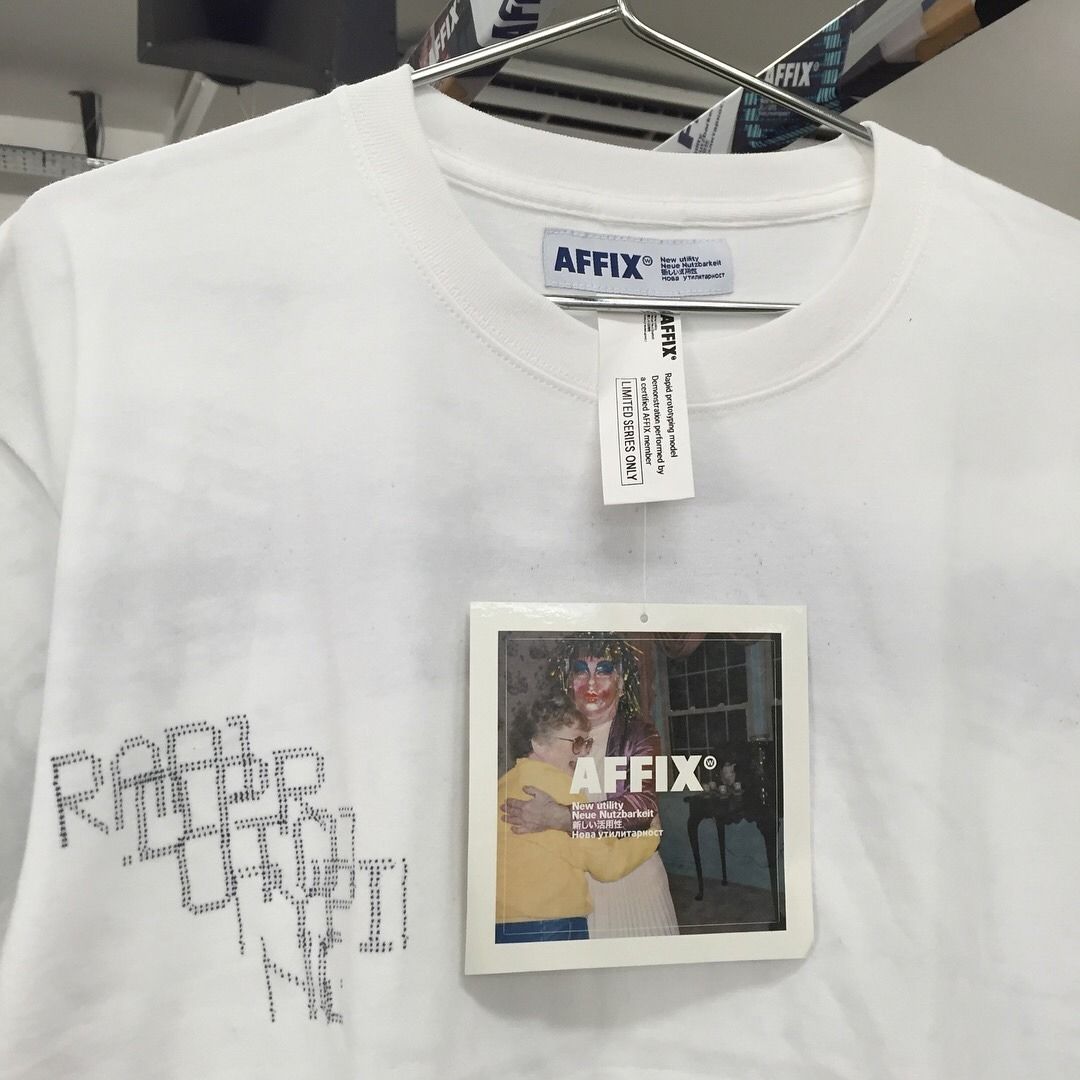 AFFIX
AFFIX®
AFFIXⓌ
New utility
Neue Nutzbarkeit
新しい活用性
Нова утилитарност
AFFIX
Rapid prototyping model
Demonstration performed by
a certified AFFIX member
LIMITED SERIES ONLY
AFFIXⓌ
New utility
Neue Nutzbarkeit
新しい活用性
Нова утилитарност